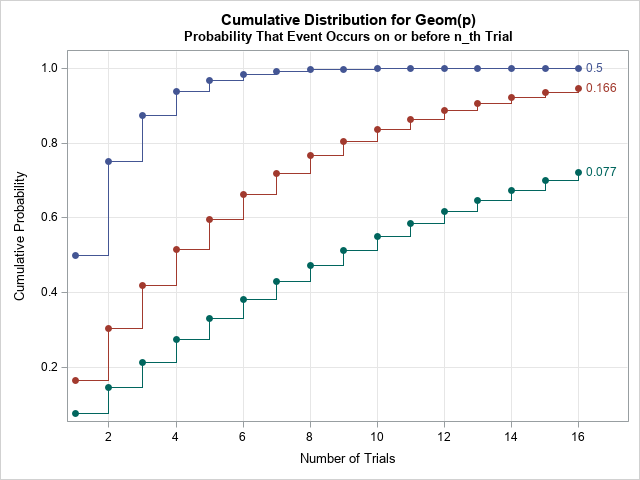 Cumulative Distribution for Geom(p)
Probability That Event Occurs on or before n_th Trial
1.0
0.8
0.6
0.4
0.2
Cumulative Probability
0.5
0.166
0.077
2 4 6 8 10 12 14 16
Number of Trials